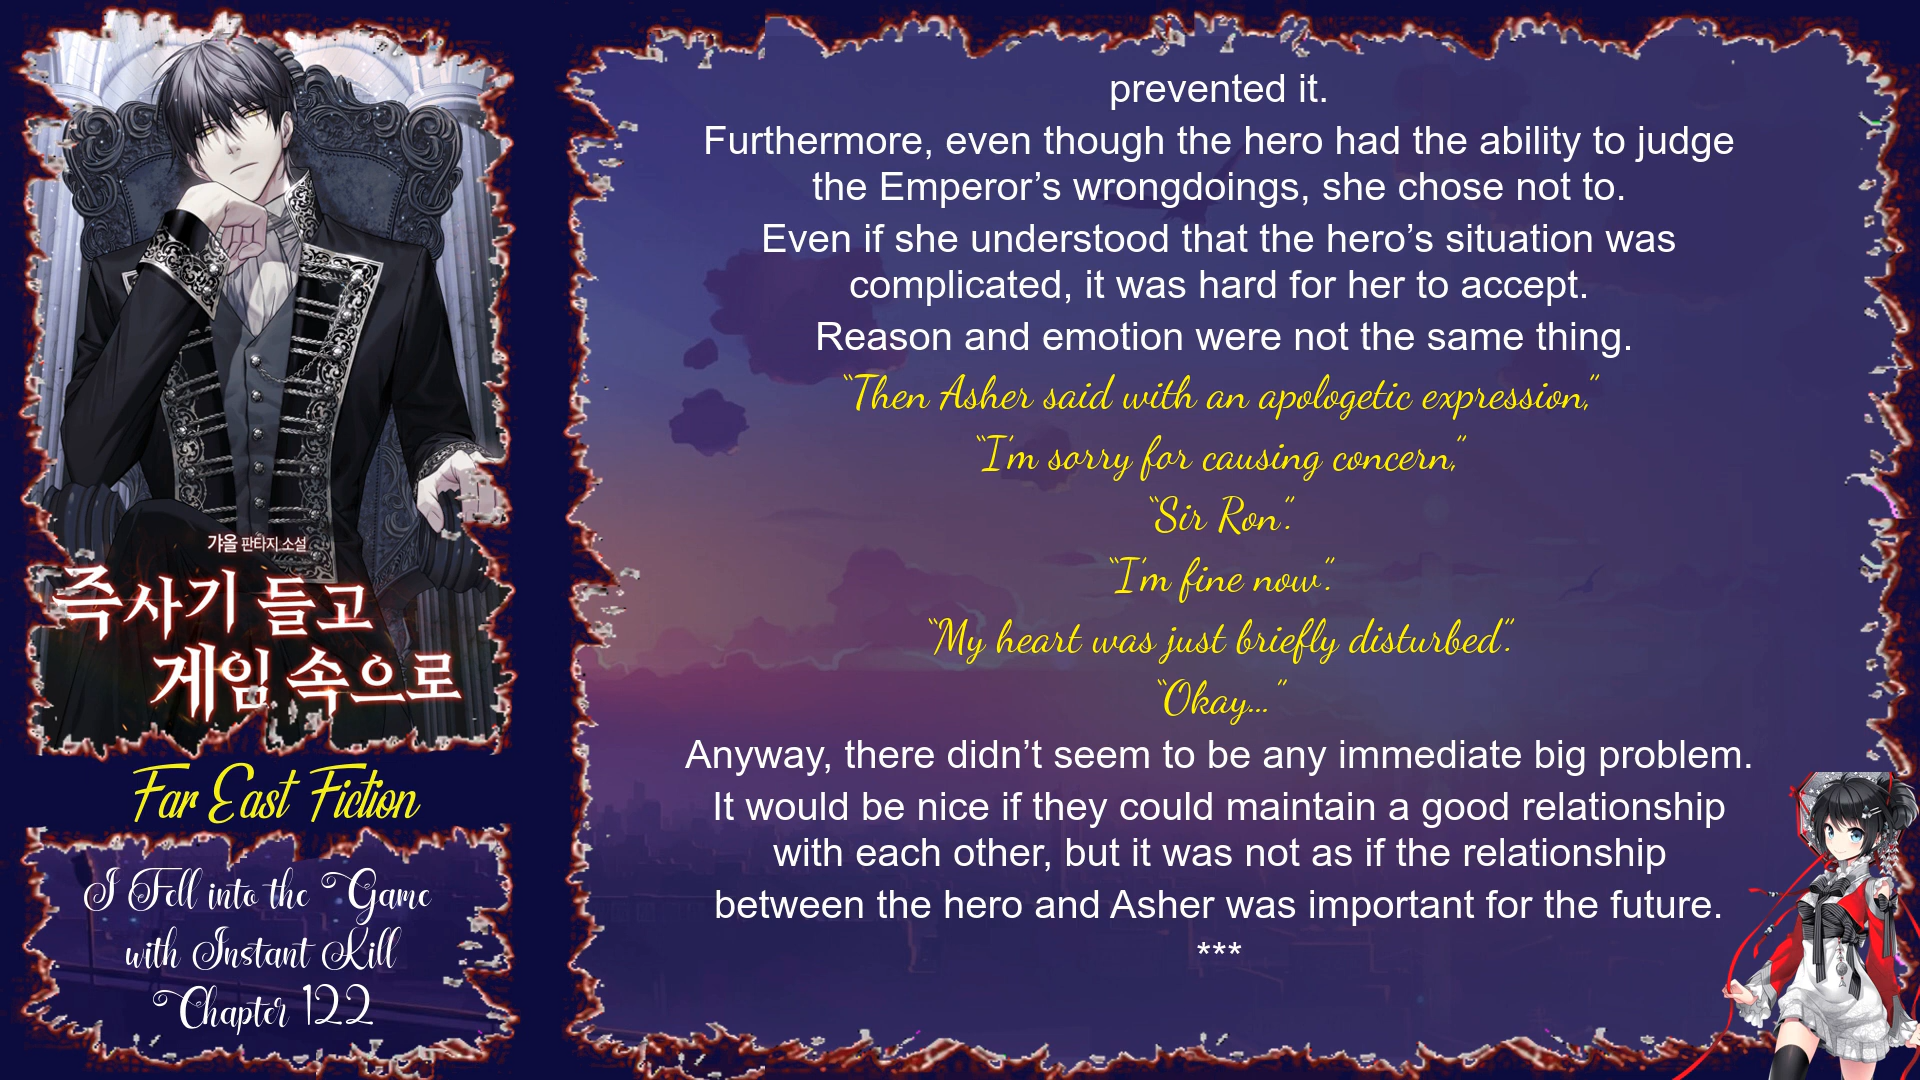 갸올 판타지 소설
즉사기 들고
게임 속으로
Far East Fiction
I Fell into the Game
with Instant Kill
Chapter 122
prevented it.
Furthermore, even though the hero had the ability to judge
the Emperor’s wrongdoings, she chose not to.
Even if she understood that the hero’s situation was
complicated, it was hard for her to accept.
Reason and emotion were not the same thing.
“Then Asher said with an apologetic expression,”
“I’m sorry for causing concern,”
“Sir Ron”.
“I’m fine now”.
“My heart was just briefly disturbed”.
“Okay…”
Anyway, there didn’t seem to be any immediate big problem.
It would be nice if they could maintain a good relationship
with each other, but it was not as if the relationship
between the hero and Asher was important for the future.
***